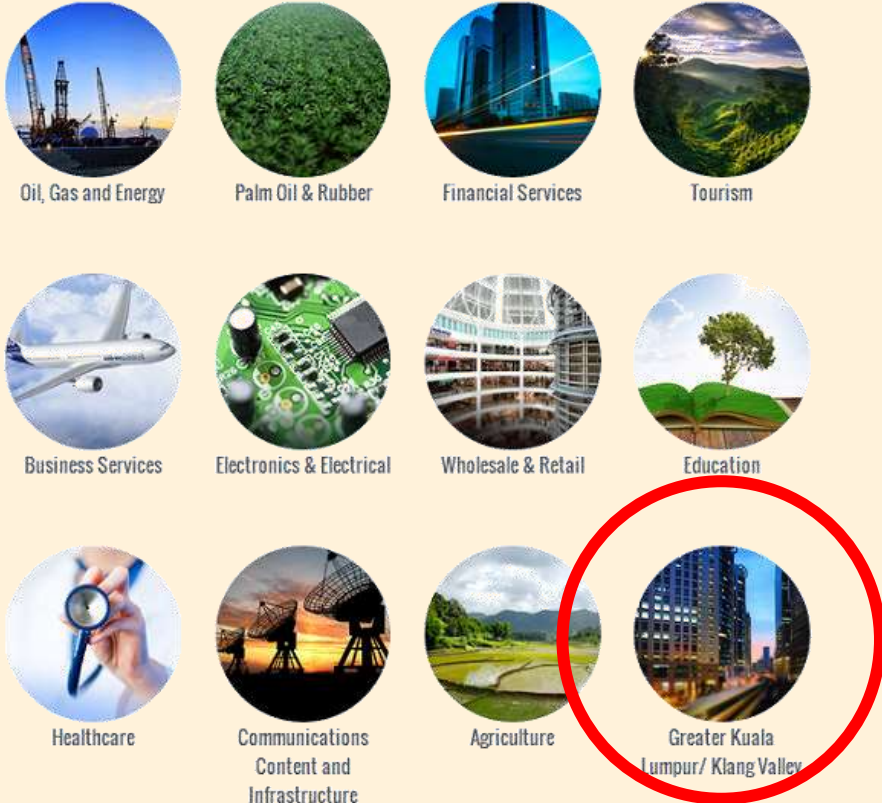 Oil, Gas and Energy
Palm Oil & Rubber
Financial Services
Tourism
Business Services
Electronics & Electrical
Wholesale & Retail
Education
Healthcare
Communications
Content and
Infrastructure
Agriculture
Greater Kuala
Lumpur/ Klang Valley